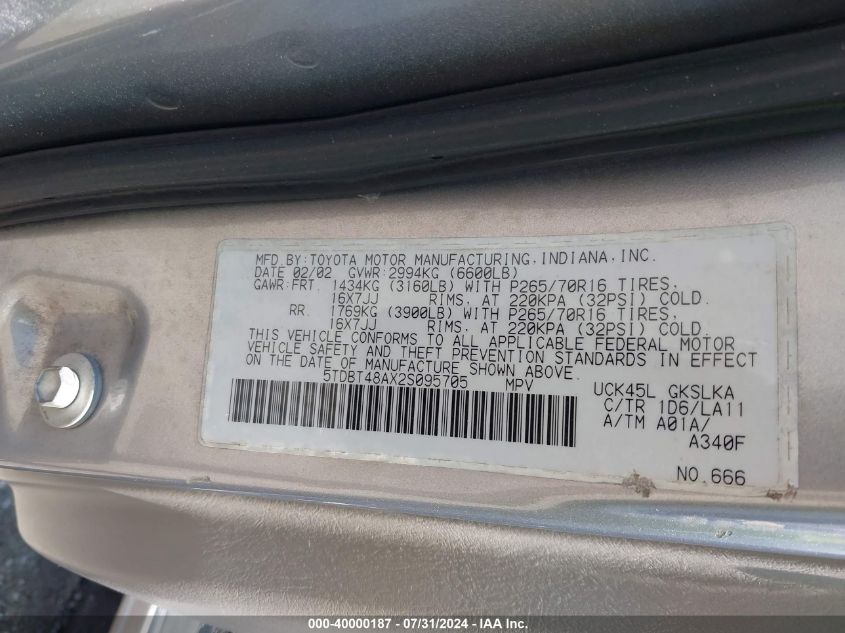 MFD.BY:TOYOTA MOTOR MANUFACTURING,INDIANA,INC.
DATE 02/02 GVWR:2994KG (6600LB)
GAWR:FRT. 1434KG (3160LB) WITH P265/70R16 TIRES,
16X7JJ RIMS, AT 220KPA (32PSI) COLD.
RR. 1769KG (3900LB) WITH P265/70R16 TIRES,
16X7JJ RIMS, AT 220KPA (32PSI) COLD.
THIS VEHICLE CONFORMS TO ALL APPLICABLE FEDERAL MOTOR
VEHICLE SAFETY AND THEFT PREVENTION STANDARDS IN EFFECT
ON THE DATE OF MANUFACTURE SHOWN ABOVE.
5TDBT48AX2S095705 MPV
UCK45L GKSLKA
C/TR 1D6/LA11
A/TM A01A/
A340F
NO.666
000-40000187 - 07/31/2024 - IAA Inc.